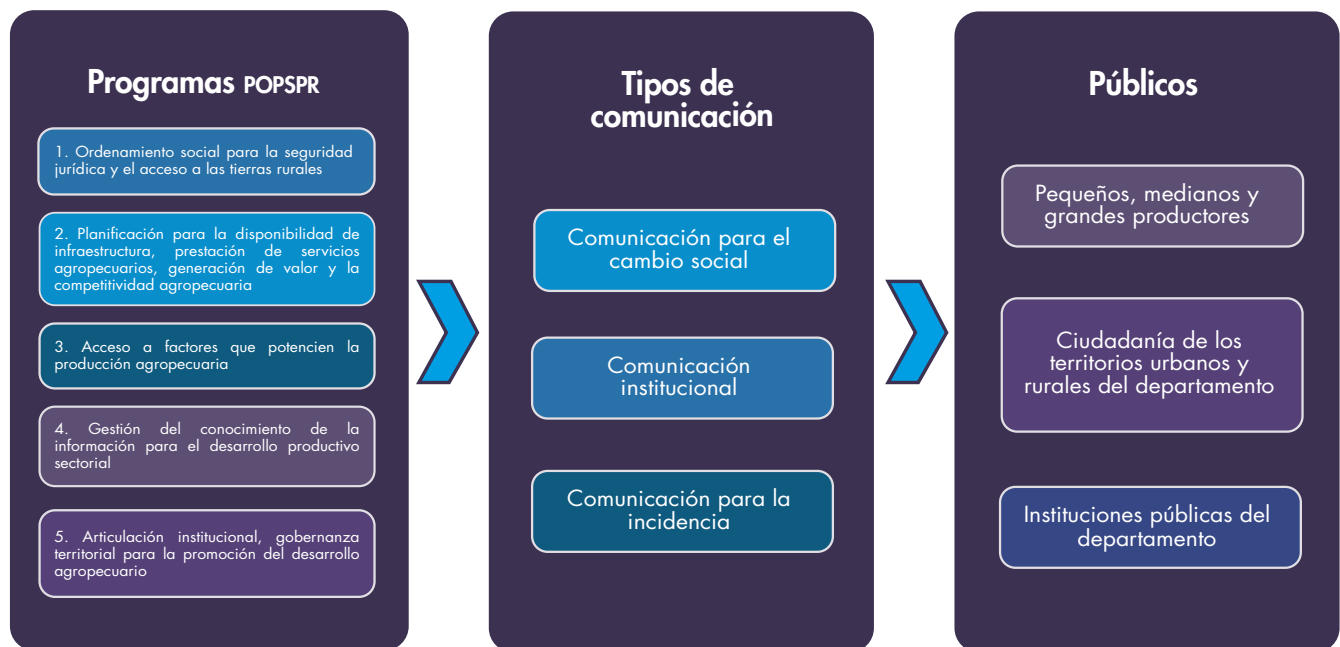 Programas POPSPR
1. Ordenamiento social para la seguridad
jurídica y el acceso a las tierras rurales
2. Planificación para la disponibilidad de
infraestructura, prestación de servicios
agropecuarios, generación de valor y la
competitividad agropecuaria
3. Acceso a factores que potencien la
producción agropecuaria
4. Gestión del conocimiento de la
información para el desarrollo productivo
sectorial
5. Articulación institucional, gobernanza
territorial para la promoción del desarrollo
agropecuario
Tipos de
comunicación
Comunicación para el
cambio social
Comunicación
institucional
Comunicación para la
incidencia
Públicos
Pequeños, medianos y
grandes productores
Ciudadanía de los
territorios urbanos y
rurales del departamento
Instituciones públicas del
departamento